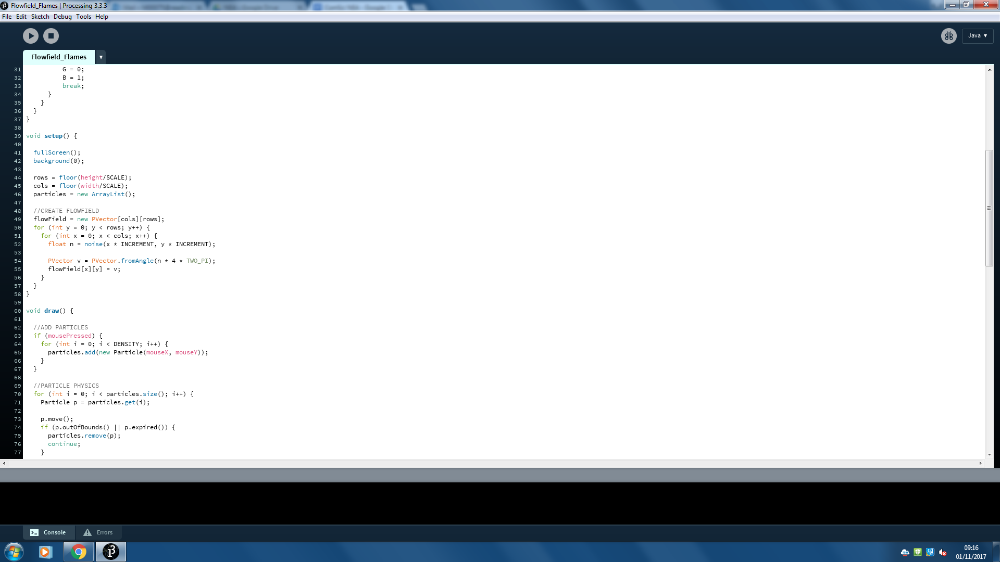 Flowfield_Flames | Processing 3.3.3
File Edit Sketch Debug Tools Help
Java ▾
Flowfield_Flames ▾
31 G = 0;
32 B = 1;
33 break;
34 }
35 }
36 }
37 }
38
39 void setup() {
40
41 fullScreen();
42 background(0);
43
44 rows = floor(height/SCALE);
45 cols = floor(width/SCALE);
46 particles = new ArrayList();
47
48 //CREATE FLOWFIELD
49 flowField = new PVector[cols][rows];
50 for (int y = 0; y < rows; y++) {
51 for (int x = 0; x < cols; x++) {
52 float n = noise(x * INCREMENT, y * INCREMENT);
53
54 PVector v = PVector.fromAngle(n * 4 * TWO_PI);
55 flowField[x][y] = v;
56 }
57 }
58 }
59
60 void draw() {
61
62 //ADD PARTICLES
63 if (mousePressed) {
64 for (int i = 0; i < DENSITY; i++) {
65 particles.add(new Particle(mouseX, mouseY));
66 }
67 }
68
69 //PARTICLE PHYSICS
70 for (int i = 0; i < particles.size(); i++) {
71 Particle p = particles.get(i);
72
73 p.move();
74 if (p.outOfBounds() || p.expired()) {
75 particles.remove(p);
76 continue;
77 }
Console Errors
09:16
01/11/2017